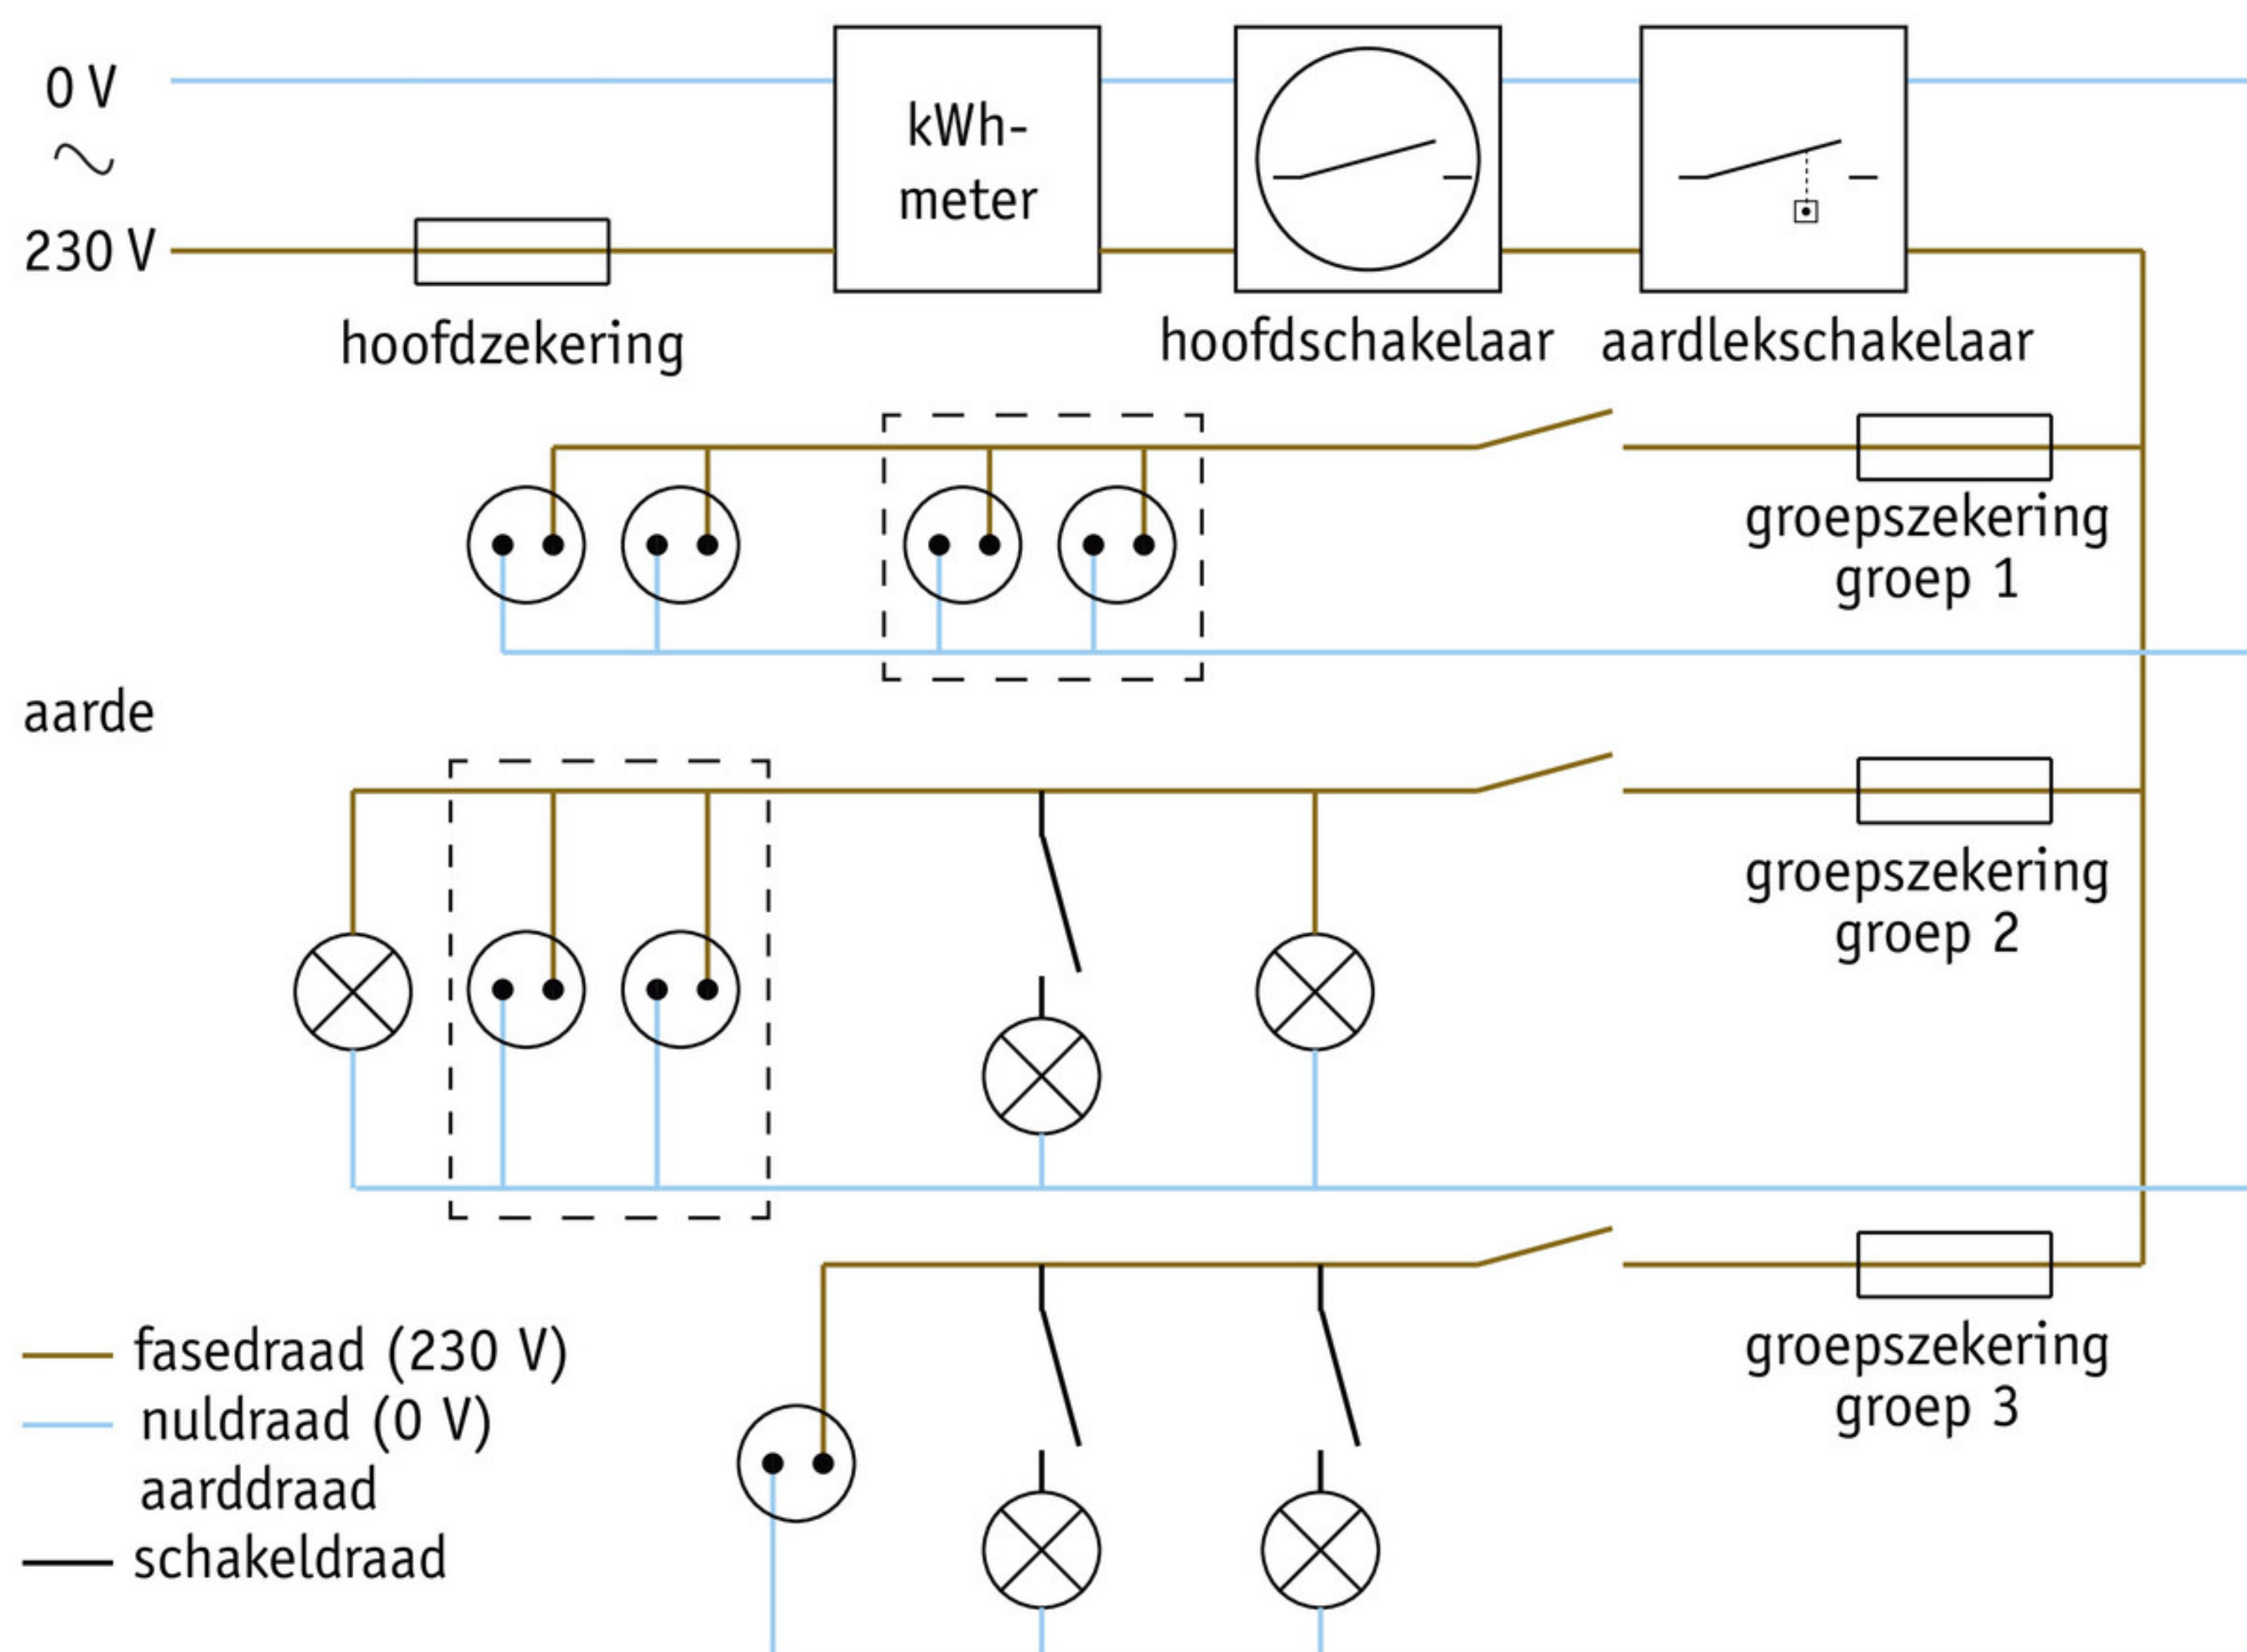 0 V
~
230 V
kWh-
meter
hoofdzekering
hoofdschakelaar
aardlekschakelaar
groepszekering
groep 1
aarde
groepszekering
groep 2
fasedraad (230 V)
nuldraad (0 V)
aarddraad
schakeldraad
groepszekering
groep 3